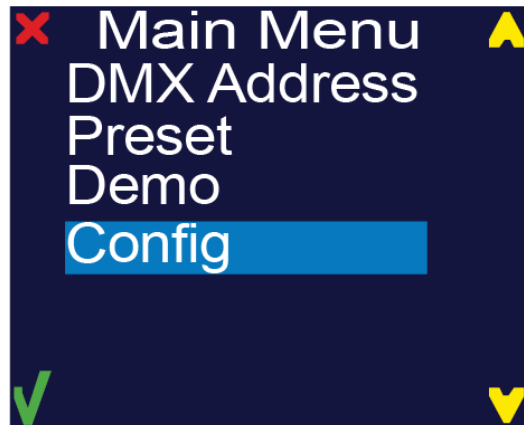 Main Menu
DMX Address
Preset
Demo
Config